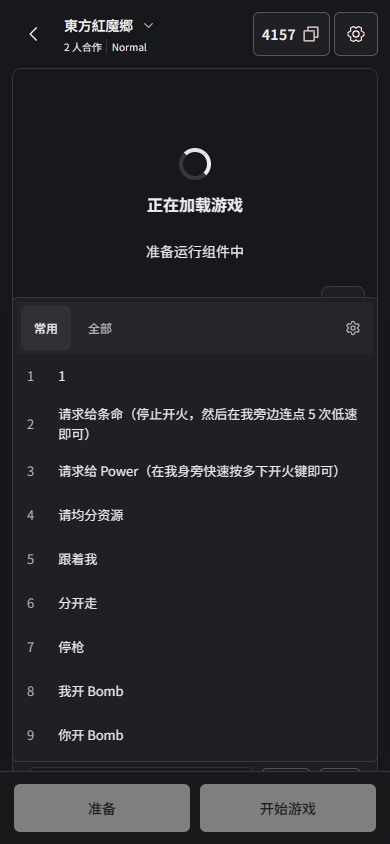 東方紅魔郷
2 人合作 Normal
4157
正在加载游戏
准备运行组件中
常用 全部
1 1
2 请求给条命（停止开火，然后在我旁边连点 5 次低速
即可）
3 请求给 Power（在我身旁快速按多下开火键即可）
4 请均分资源
5 跟着我
6 分开走
7 停枪
8 我开 Bomb
9 你开 Bomb
准备 开始游戏